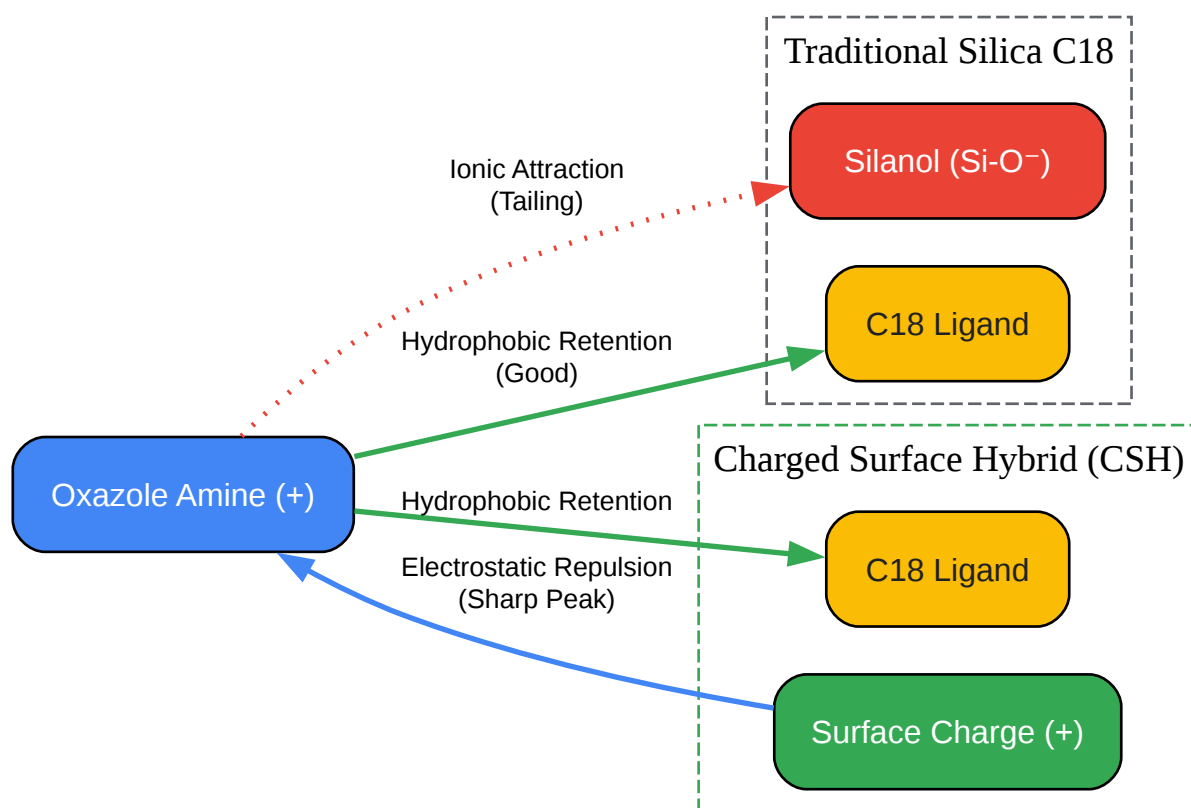 Traditional Silica C18
Silanol (Si-O⁻)
Ionic Attraction
(Tailing)
C18 Ligand
Hydrophobic Retention
(Good)
Charged Surface Hybrid (CSH)
Oxazole Amine (+)
Hydrophobic Retention
C18 Ligand
Electrostatic Repulsion
(Sharp Peak)
Surface Charge (+)